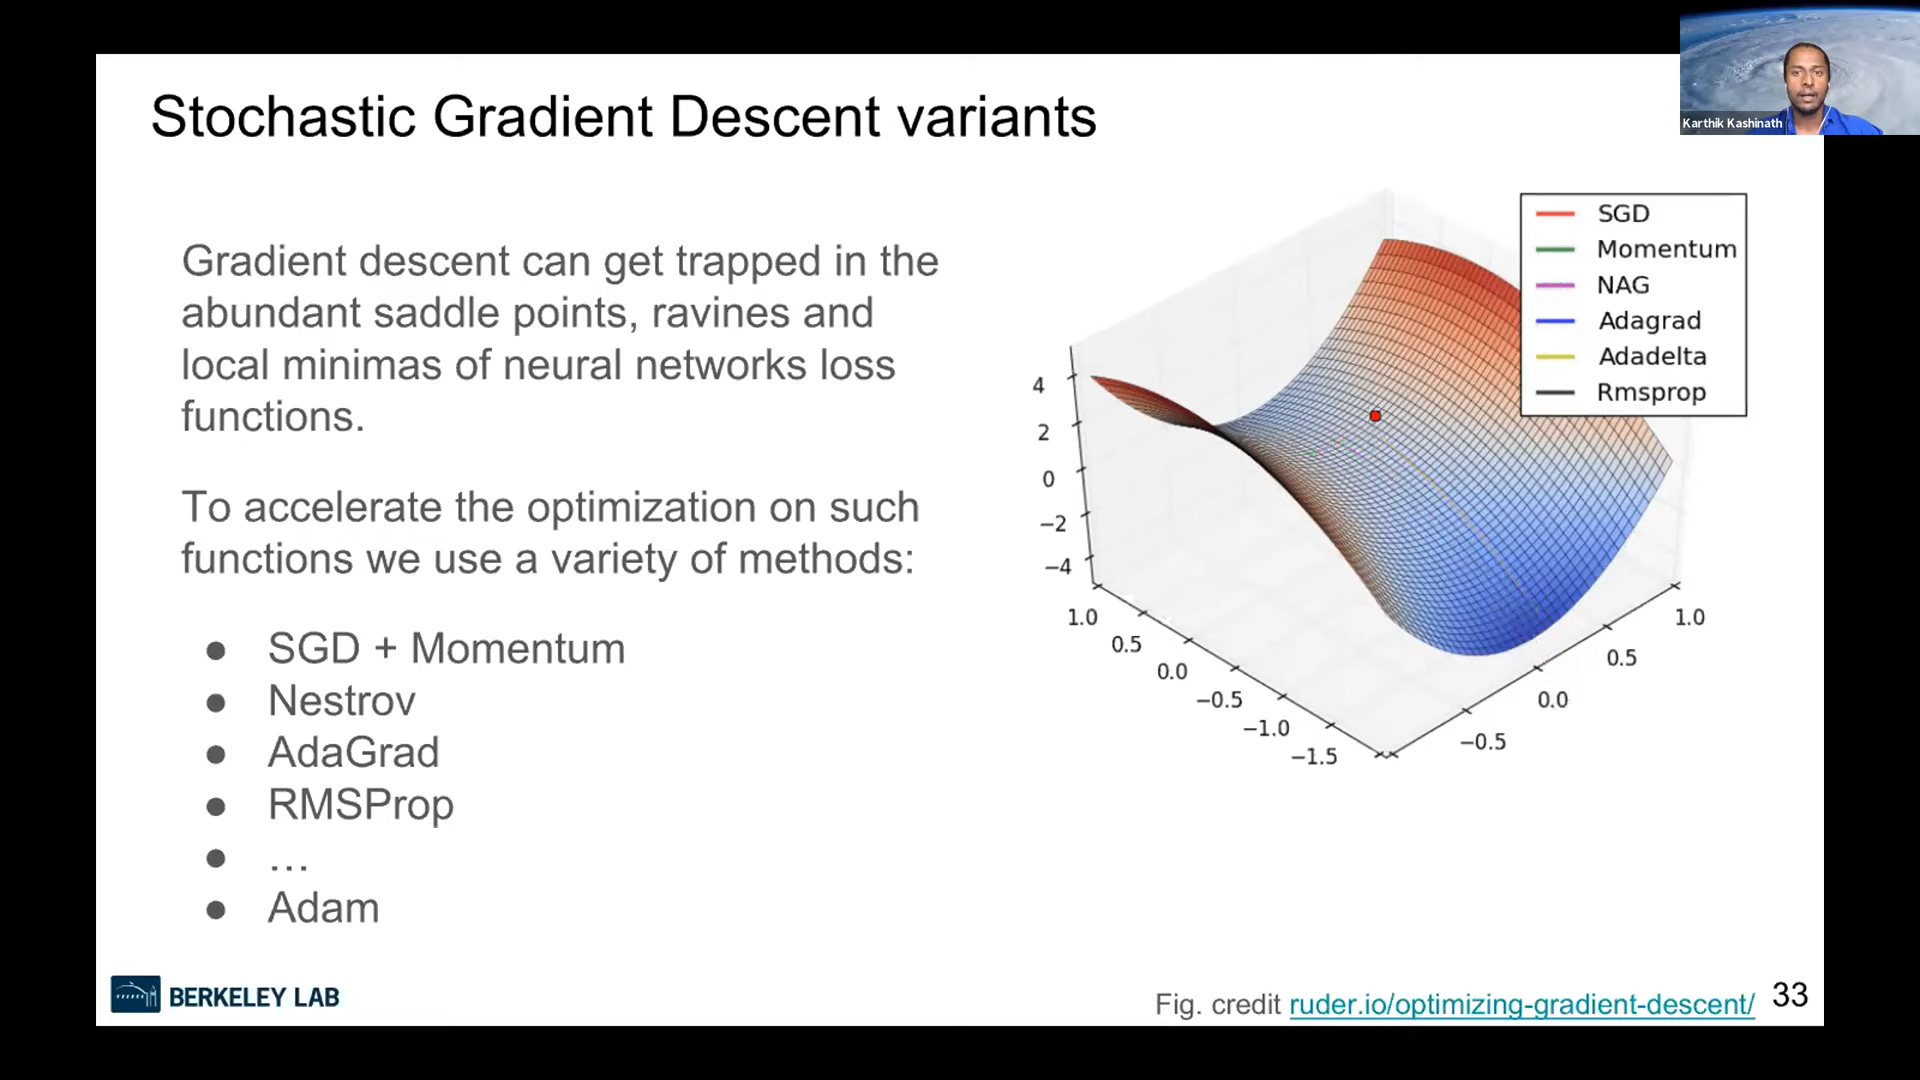 Karthik Kashinath
Stochastic Gradient Descent variants
Gradient descent can get trapped in the
abundant saddle points, ravines and
local minimas of neural networks loss
functions.
To accelerate the optimization on such
functions we use a variety of methods:
● SGD + Momentum
● Nestrov
● AdaGrad
● RMSProp
● …
● Adam
SGD
Momentum
NAG
Adagrad
Adadelta
Rmsprop
4
2
0
−2
−4
1.0
0.5
0.0
−0.5
−1.0
−1.5
1.0
0.5
0.0
−0.5
BERKELEY LAB
Fig. credit ruder.io/optimizing-gradient-descent/
33